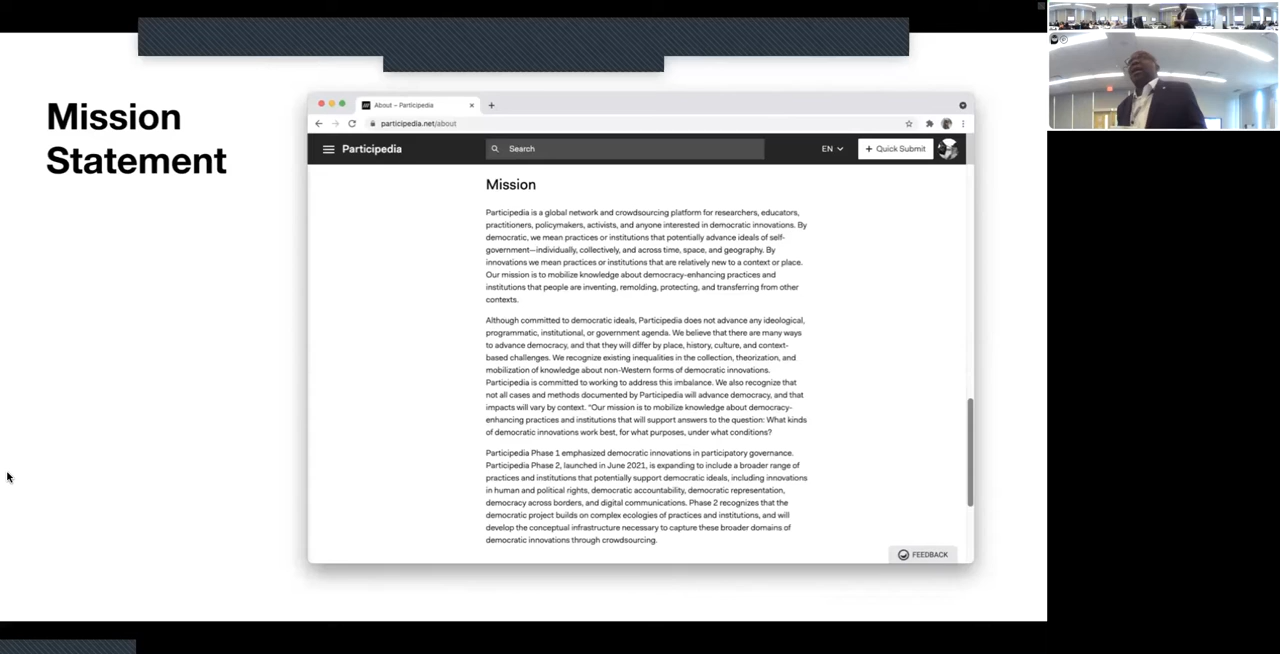 Mission
Statement
About – Participedia
participedia.net/about
Participedia
Search
EN
+ Quick Submit
Mission
Participedia is a global network and crowdsourcing platform for researchers, educators,
practitioners, policymakers, activists, and anyone interested in democratic innovations. By
democratic, we mean practices or institutions that potentially advance ideals of self-
government—individually, collectively, and across time, space, and geography. By
innovations we mean practices or institutions that are relatively new to a context or place.
Our mission is to mobilize knowledge about democracy-enhancing practices and
institutions that people are inventing, remolding, protecting, and transferring from other
contexts.
Although committed to democratic ideals, Participedia does not advance any ideological,
programmatic, institutional, or government agenda. We believe that there are many ways
to advance democracy, and that they will differ by place, history, culture, and context-
based challenges. We recognize existing inequalities in the collection, theorization, and
mobilization of knowledge about non-Western forms of democratic innovations.
Participedia is committed to working to address this imbalance. We also recognize that
not all cases and methods documented by Participedia will advance democracy, and that
impacts will vary by context. "Our mission is to mobilize knowledge about democracy-
enhancing practices and institutions that will support answers to the question: What kinds
of democratic innovations work best, for what purposes, under what conditions?
Participedia Phase 1 emphasized democratic innovations in participatory governance.
Participedia Phase 2, launched in June 2021, is expanding to include a broader range of
practices and institutions that potentially support democratic ideals, including innovations
in human and political rights, democratic accountability, democratic representation,
democracy across borders, and digital communications. Phase 2 recognizes that the
democratic project builds on complex ecologies of practices and institutions, and will
develop the conceptual infrastructure necessary to capture these broader domains of
democratic innovations through crowdsourcing.
FEEDBACK